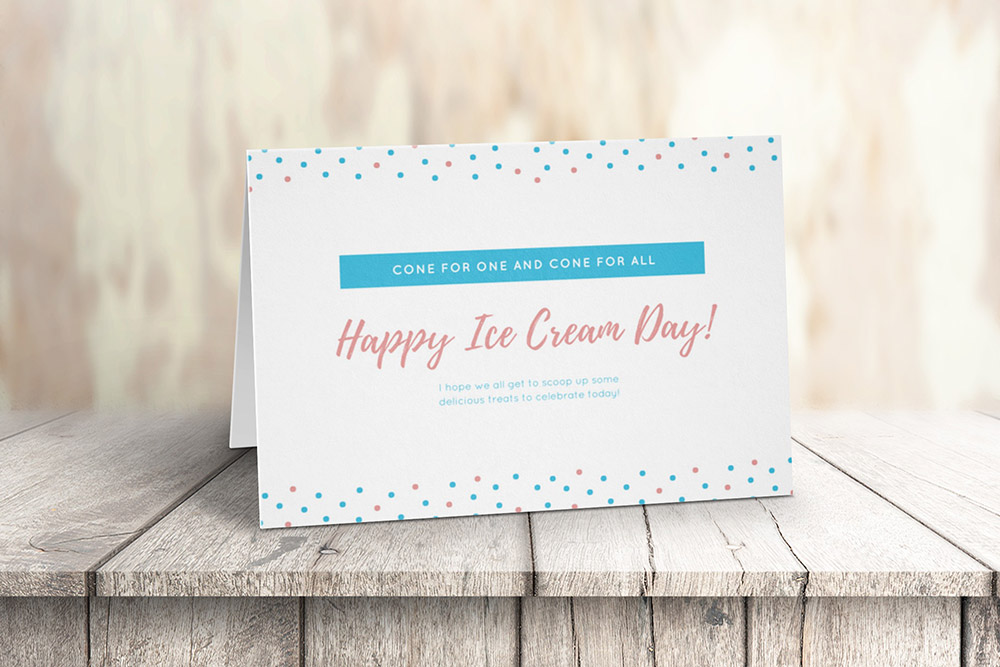 CONE FOR ONE AND CONE FOR ALL
Happy Ice Cream Day!
I hope we all get to scoop up some
delicious treats to celebrate today!